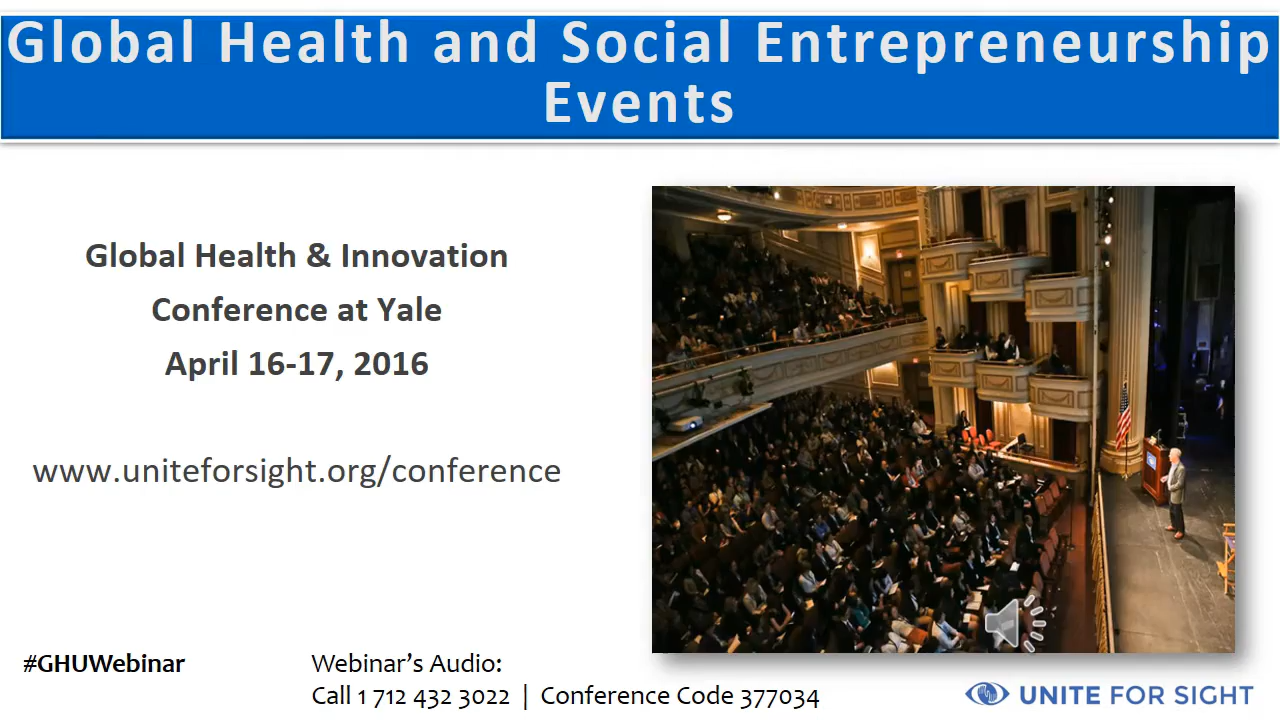 Global Health and Social Entrepreneurship
Events
Global Health & Innovation
Conference at Yale
April 16-17, 2016
www.uniteforsight.org/conference
#GHUWebinar
Webinar's Audio:
Call 1 712 432 3022 | Conference Code 377034
UNITE FOR SIGHT